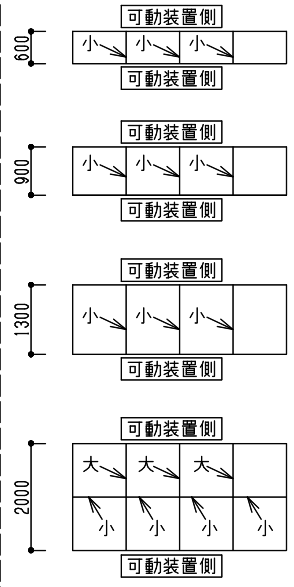 可動装置側
600
小 小 小
可動装置側
可動装置側
900
小 小 小
可動装置側
可動装置側
1300
小 小 小
可動装置側
可動装置側
大 大 大
2000
小 小 小 小
可動装置側